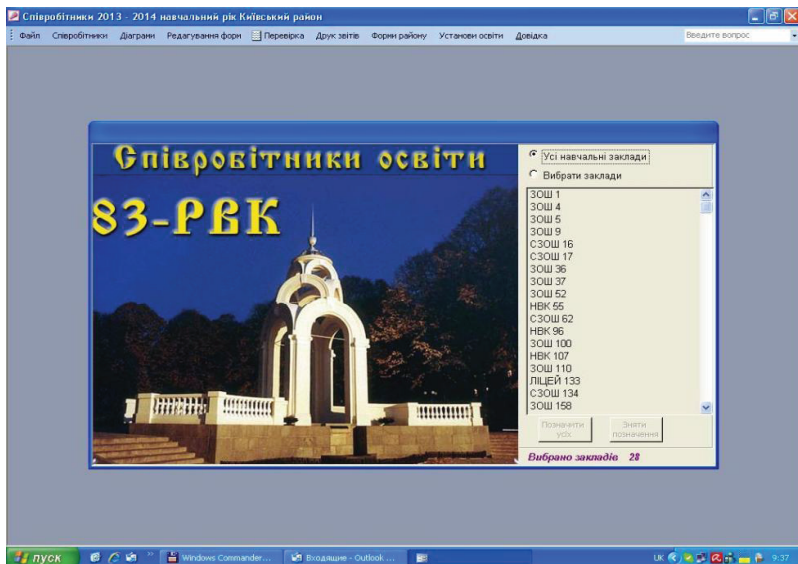 Співробітники 2013 - 2014 навчальний рік Київський район
Файл Співробітники Діаграми Редагування форм Перевірка Друк звітів Форми району Установи освіти Довідка Введите вопрос
Співробітники освіти
83-РВК
Усі навчальні заклади
Вибрати заклади
ЗОШ 1
ЗОШ 4
ЗОШ 5
ЗОШ 9
СЗОШ 16
СЗОШ 17
ЗОШ 36
ЗОШ 37
ЗОШ 52
НВК 55
СЗОШ 62
НВК 96
ЗОШ 100
НВК 107
ЗОШ 110
ЛІЦЕЙ 133
СЗОШ 134
ЗОШ 158
Позначити усіх
Зняти позначення
Вибрано закладів 28
пуск Windows Commander... Входящие - Outlook ... UK 9:37